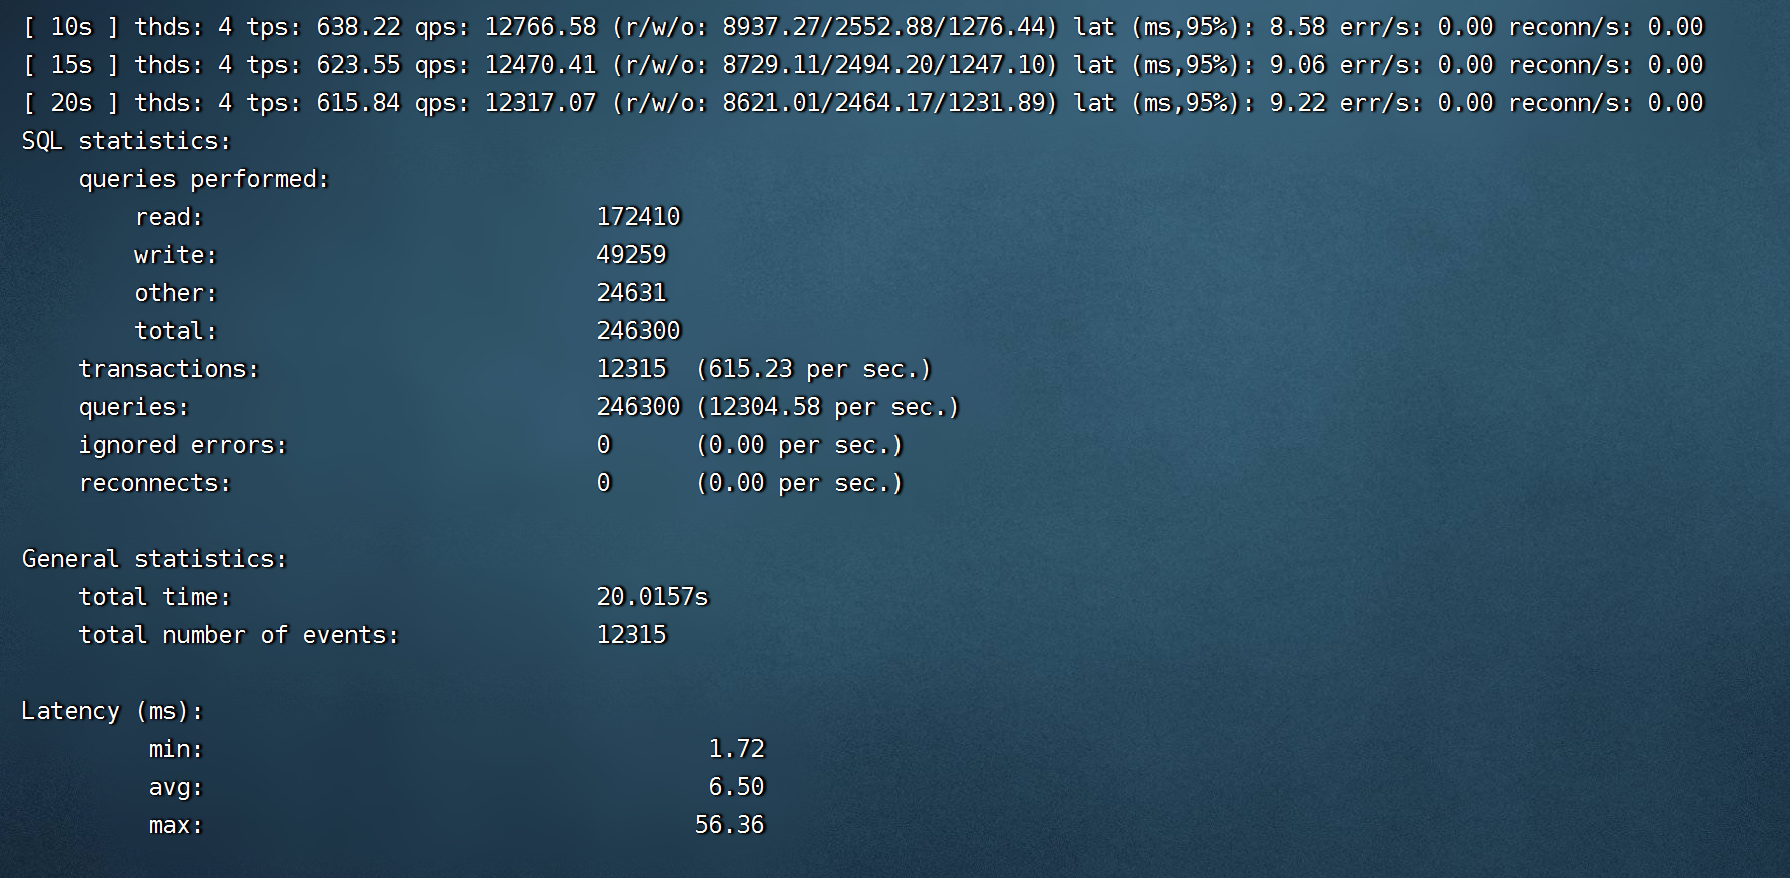 [ 10s ] thds: 4 tps: 638.22 qps: 12766.58 (r/w/o: 8937.27/2552.88/1276.44) lat (ms,95%): 8.58 err/s: 0.00 reconn/s: 0.00
[ 15s ] thds: 4 tps: 623.55 qps: 12470.41 (r/w/o: 8729.11/2494.20/1247.10) lat (ms,95%): 9.06 err/s: 0.00 reconn/s: 0.00
[ 20s ] thds: 4 tps: 615.84 qps: 12317.07 (r/w/o: 8621.01/2464.17/1231.89) lat (ms,95%): 9.22 err/s: 0.00 reconn/s: 0.00
SQL statistics:
    queries performed:
        read:                            172410
        write:                           49259
        other:                           24631
        total:                           246300
    transactions:                        12315  (615.23 per sec.)
    queries:                             246300 (12304.58 per sec.)
    ignored errors:                      0      (0.00 per sec.)
    reconnects:                          0      (0.00 per sec.)

General statistics:
    total time:                          20.0157s
    total number of events:              12315

Latency (ms):
         min:                                    1.72
         avg:                                    6.50
         max:                                   56.36